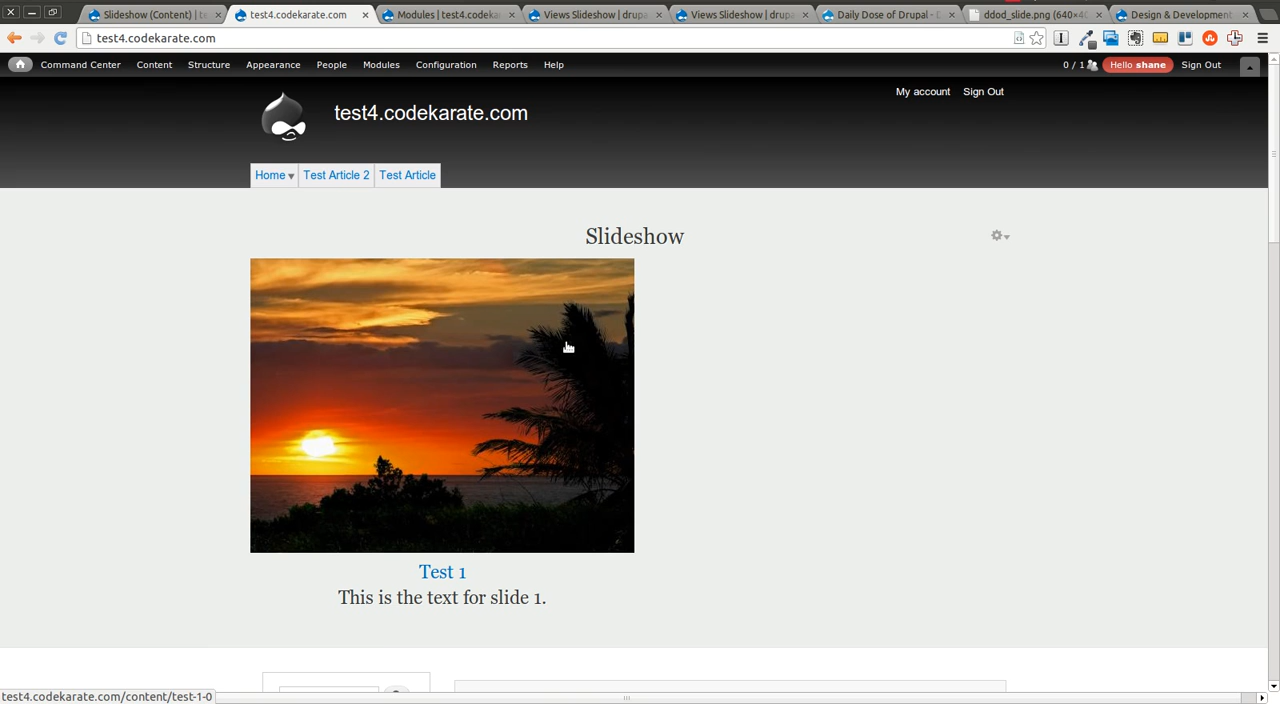 Slideshow (Content) | te
test4.codekarate.com
Modules | test4.codekar
Views Slideshow | drupa
Views Slideshow | drupa
Daily Dose of Drupal -
ddod_slide.png (640×4
Design & Development
test4.codekarate.com
Command Center Content Structure Appearance People Modules Configuration Reports Help 0 / 1 Hello shane Sign Out
My account Sign Out
test4.codekarate.com
Home Test Article 2 Test Article
Slideshow
Test 1
This is the text for slide 1.
test4.codekarate.com/content/test-1-0